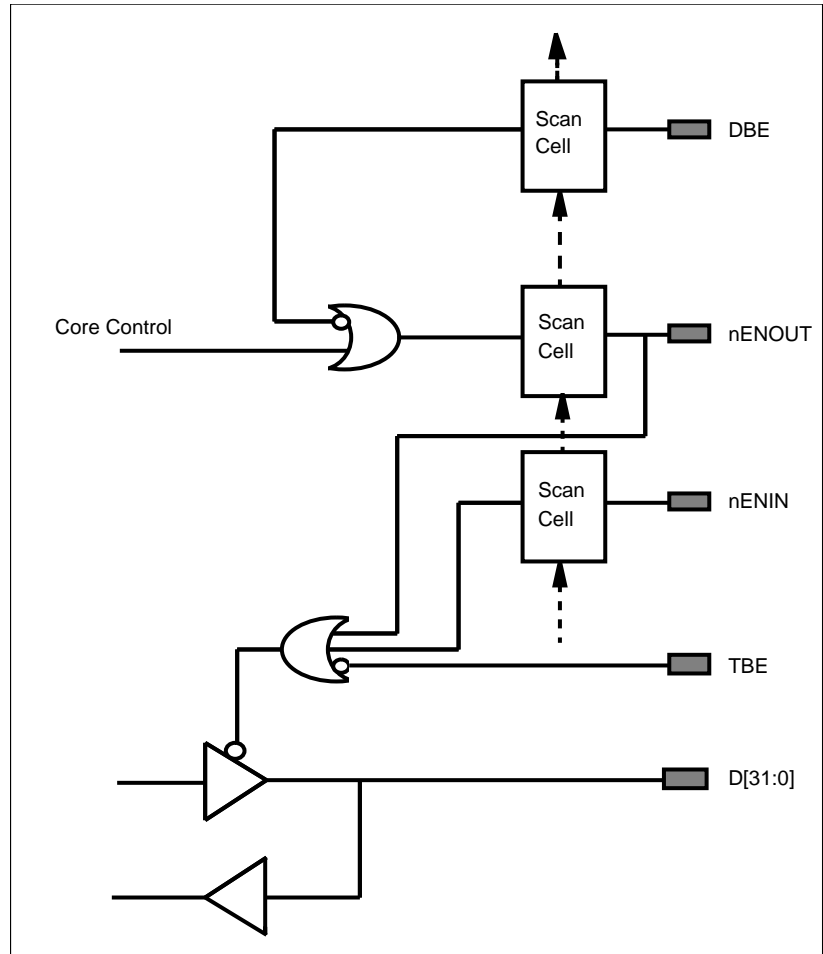 Scan
Cell
DBE
Core Control
Scan
Cell
nENOUT
Scan
Cell
nENIN
TBE
D[31:0]